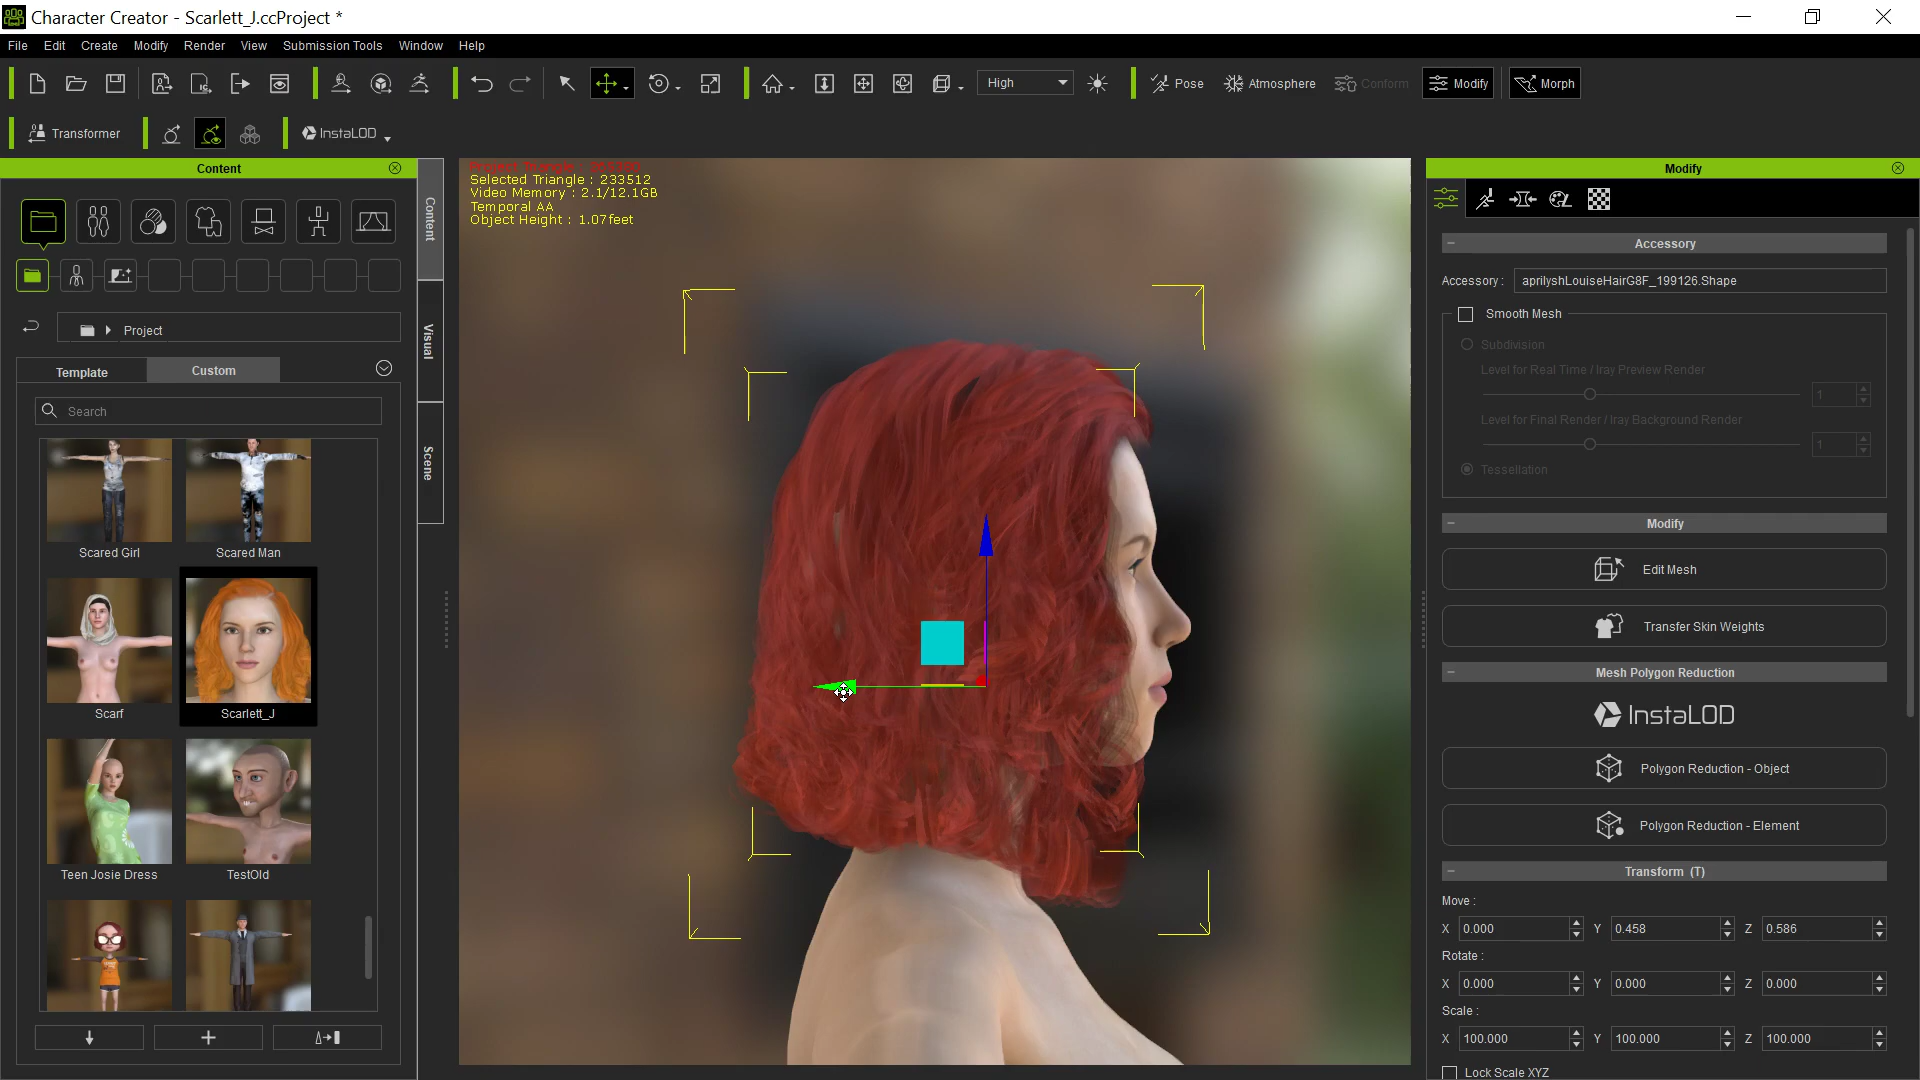 Character Creator - Scarlett_J.ccProject *
File Edit Create Modify Render View Submission Tools Window Help
High Pose Atmosphere Conform Modify Morph
Transformer InstaLOD
Content
Content
Visual
Scene
Project
Template Custom
Search
Scared Girl Scared Man
Scarf Scarlett_J
Teen Josie Dress TestOld
Selected Triangle : 233512
Video Memory : 2.1/12.1GB
Temporal AA
Object Height : 1.07feet
Modify
Accessory
Accessory : aprilyshLouiseHairG8F_199126.Shape
Smooth Mesh
Subdivision
Level for Real Time / Iray Preview Render
1
Level for Final Render / Iray Background Render
1
Tessellation
Modify
Edit Mesh
Transfer Skin Weights
Mesh Polygon Reduction
InstaLOD
Polygon Reduction - Object
Polygon Reduction - Element
Transform (T)
Move :
X 0.000 Y 0.458 Z 0.586
Rotate :
X 0.000 Y 0.000 Z 0.000
Scale :
X 100.000 Y 100.000 Z 100.000
Lock Scale XYZ